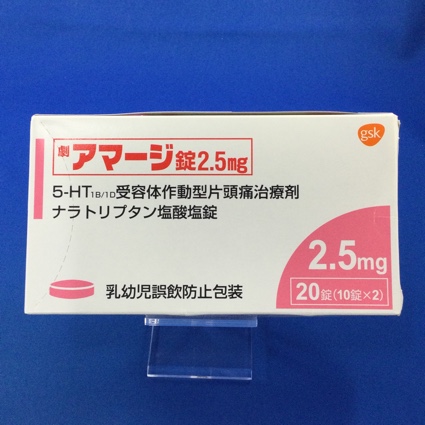 gsk
劇 アマージ錠2.5mg
5-HT1B/1D受容体作動型片頭痛治療剤
ナラトリプタン塩酸塩錠
2.5mg
20錠(10錠×2)
乳幼児誤飲防止包装